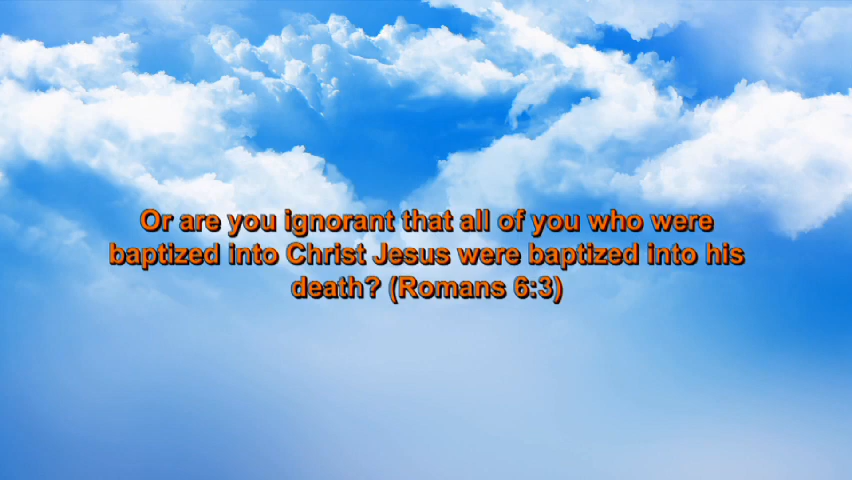 Or are you ignorant that all of you who were
baptized into Christ Jesus were baptized into his
death? (Romans 6:3)